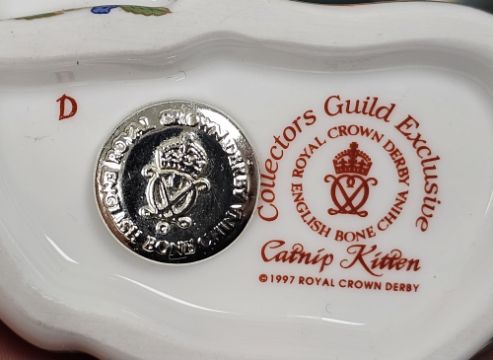 D
ROYAL CROWN DERBY
ENGLISH BONE CHINA
Collectors Guild Exclusive
ROYAL CROWN DERBY
ENGLISH BONE CHINA
Catnip Kitten
©1997 ROYAL CROWN DERBY